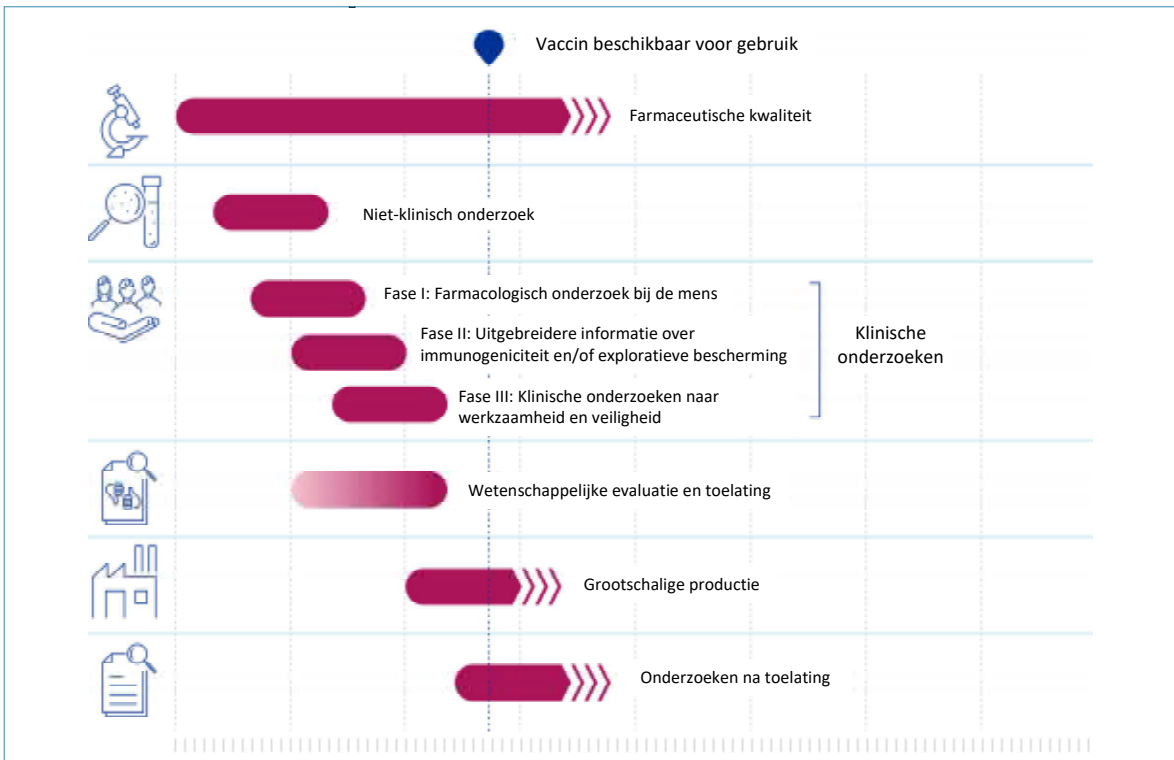 Vaccin beschikbaar voor gebruik
Farmaceutische kwaliteit
Niet-klinisch onderzoek
Fase I: Farmacologisch onderzoek bij de mens
Fase II: Uitgebreidere informatie over
immunogeniciteit en/of exploratieve bescherming
Klinische
onderzoeken
Fase III: Klinische onderzoeken naar
werkzaamheid en veiligheid
Wetenschappelijke evaluatie en toelating
Grootschalige productie
Onderzoeken na toelating